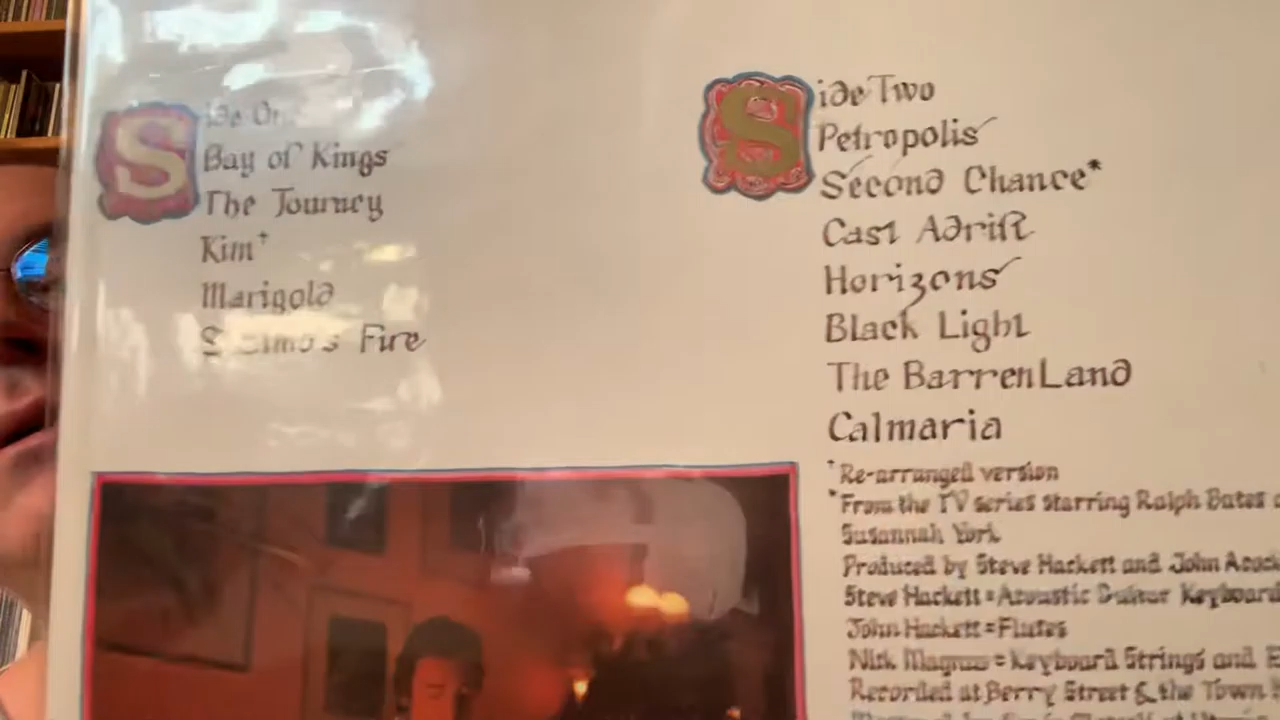 Side One
Bay of Kings
The Journey
Kim†
Marigold
Fire
Side Two
Petropolis
Second Chance*
Cast Adrift
Horizons
Black Light
The Barren Land
Calmaria
†Re-arranged version
*From the TV series starring Ralph Bates
Susannah York
Produced by Steve Hackett and John Acock
Steve Hackett = Acoustic Guitar Keyboard
John Hackett = Flutes
Nick Magnus = Keyboard Strings and
Recorded at Berry Street & the Town